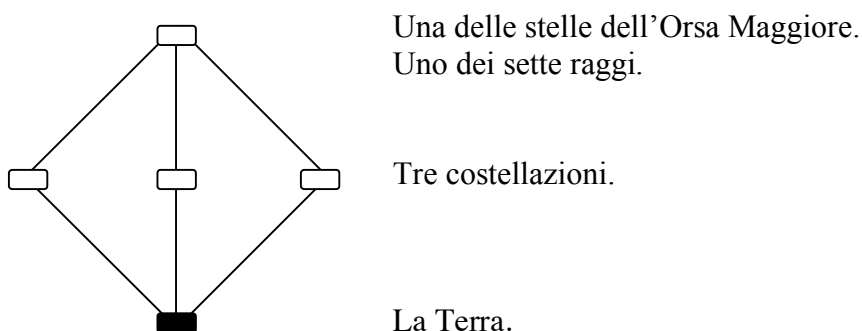 Una delle stelle dell’Orsa Maggiore.
Uno dei sette raggi.
Tre costellazioni.
La Terra.